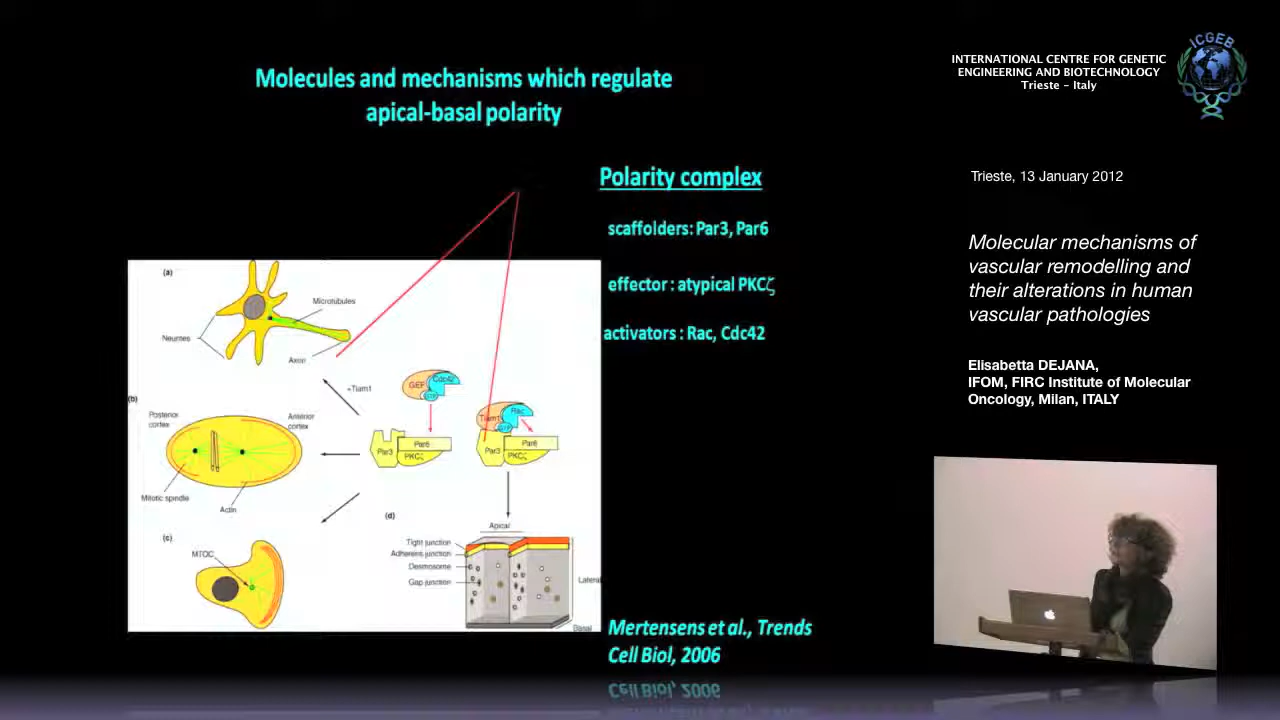 Molecules and mechanisms which regulate
apical-basal polarity
Polarity complex
scaffolders: Par3, Par6
effector : atypical PKCζ
activators : Rac, Cdc42
(a)
Microtubules
Neurites
Axon
-Tiam1
GEF
Cdc42
GTP
Tiam1
Rac
GTP
(b)
Posterior
cortex
Anterior
cortex
Par3
Par6
PKCζ
Par3
Par6
PKCζ
Mitotic spindle
Actin
(c)
MTOC
(d)
Apical
Tight junction
Adherens junction
Desmosome
Gap junction
Lateral
Basal
Mertensens et al., Trends
Cell Biol, 2006
ICGEB
INTERNATIONAL CENTRE FOR GENETIC
ENGINEERING AND BIOTECHNOLOGY
Trieste - Italy
Trieste, 13 January 2012
Molecular mechanisms of
vascular remodelling and
their alterations in human
vascular pathologies
Elisabetta DEJANA,
IFOM, FIRC Institute of Molecular
Oncology, Milan, ITALY